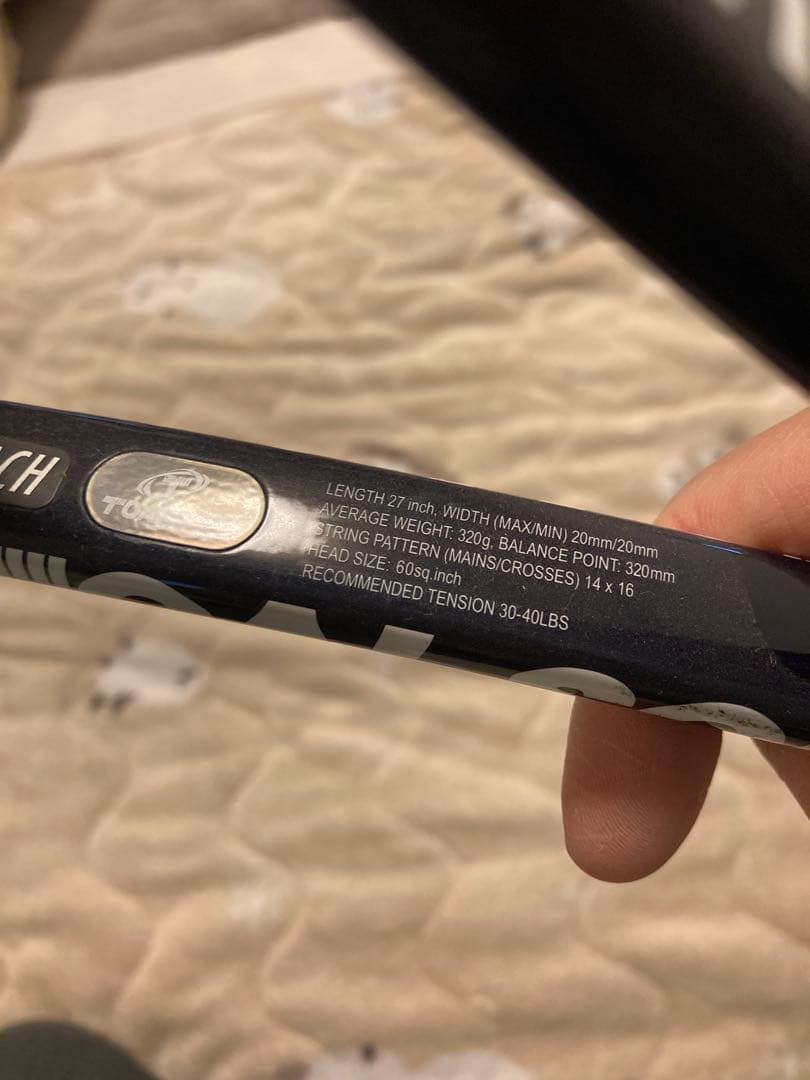 LENGTH 27 inch, WIDTH (MAX/MIN) 20mm/20mm
AVERAGE WEIGHT: 320g, BALANCE POINT: 320mm
STRING PATTERN (MAINS/CROSSES) 14 x 16
HEAD SIZE: 60sq.inch
RECOMMENDED TENSION 30-40LBS